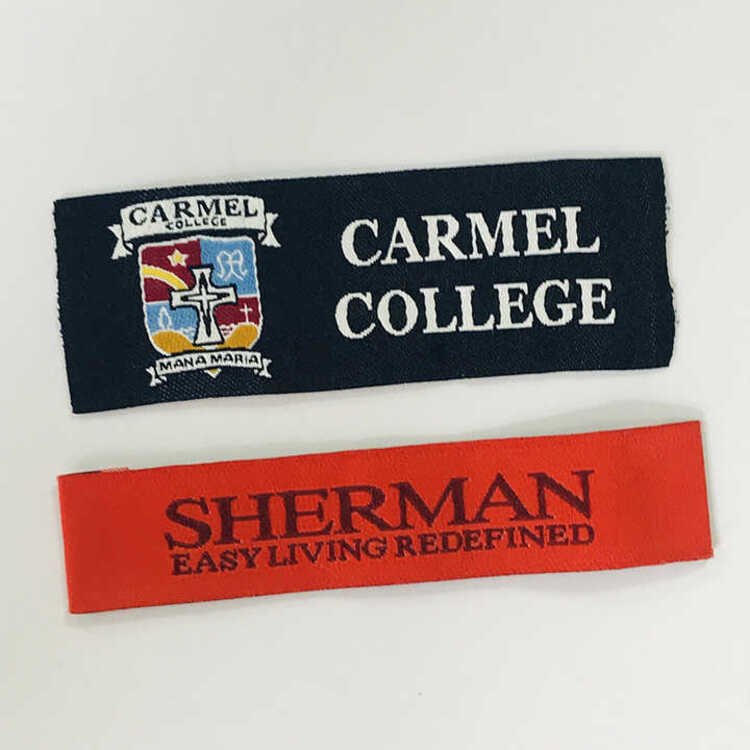 CARMEL
COLLEGE
MANA MARIA
CARMEL
COLLEGE
SHERMAN
EASY LIVING REDEFINED